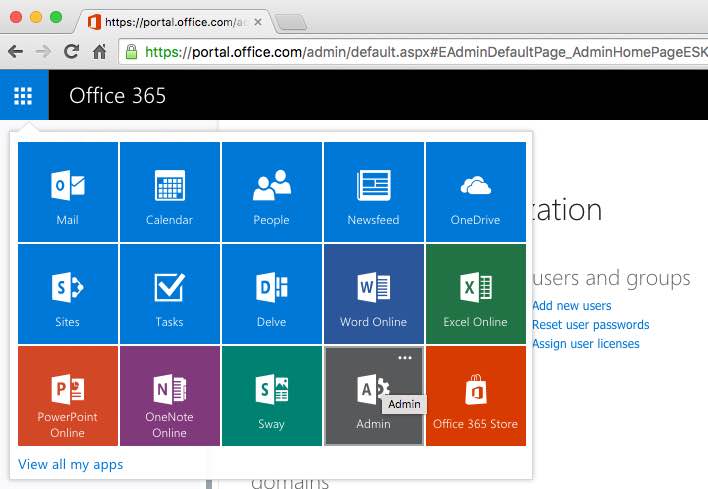 https://portal.office.com/ad
https://portal.office.com/admin/default.aspx#EAdminDefaultPage_AdminHomePageESK
Office 365
Mail
Calendar
People
Newsfeed
OneDrive
Sites
Tasks
Delve
Word Online
Excel Online
PowerPoint
Online
OneNote
Online
Sway
Admin
Admin
Office 365 Store
View all my apps
zation
users and groups
Add new users
Reset user passwords
Assign user licenses
domains